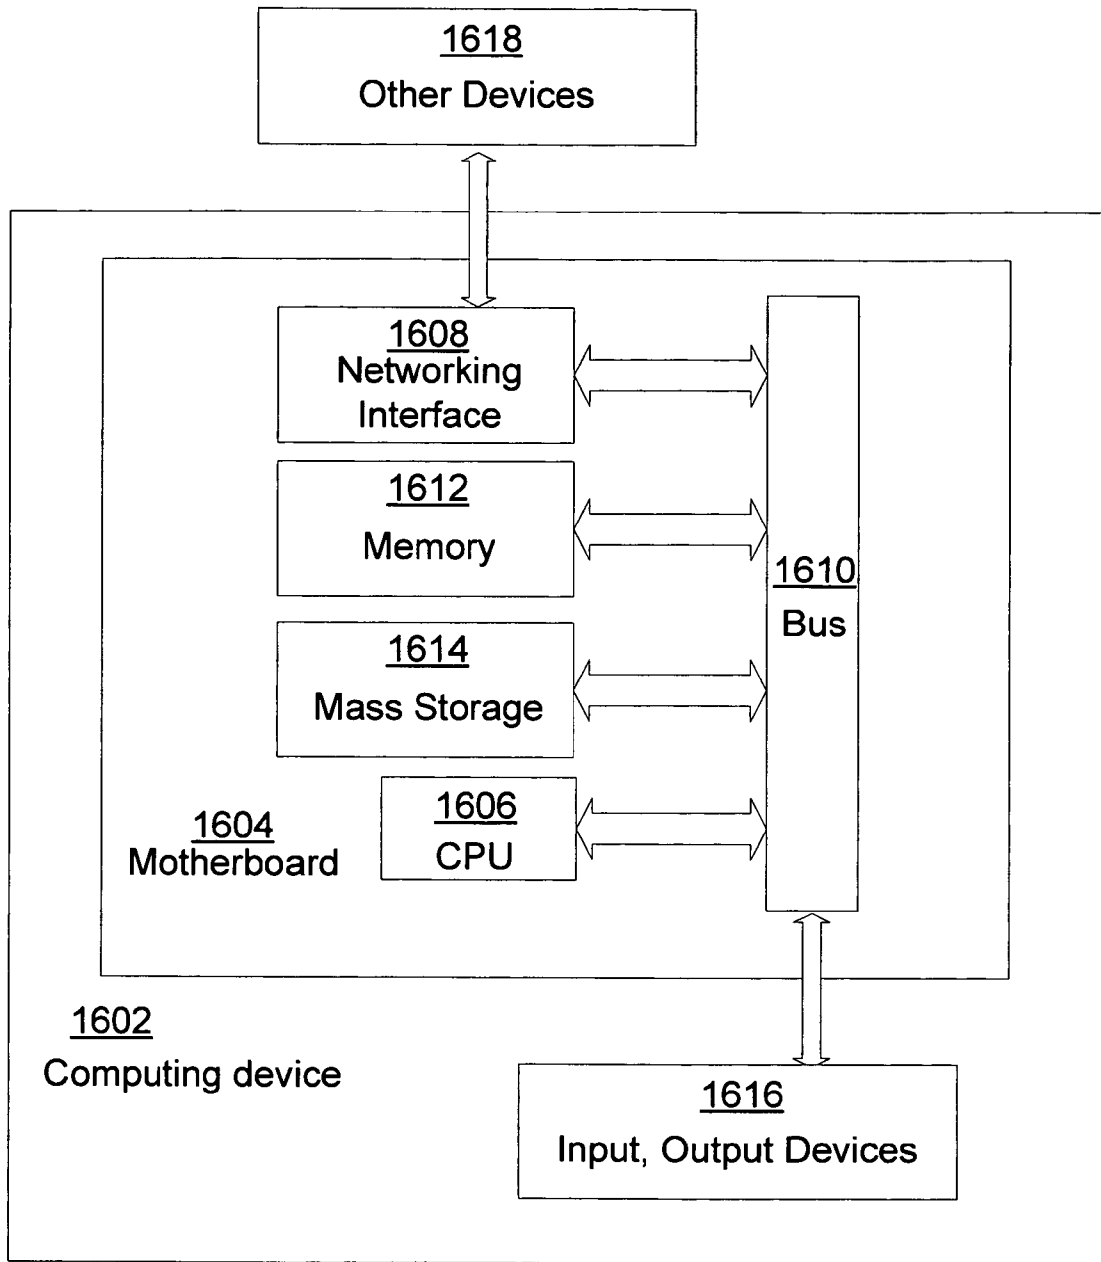 1618
Other Devices
1608
Networking
Interface
1612
Memory
1610
Bus
1614
Mass Storage
1606
CPU
1604
Motherboard
1602
Computing device
1616
Input, Output Devices